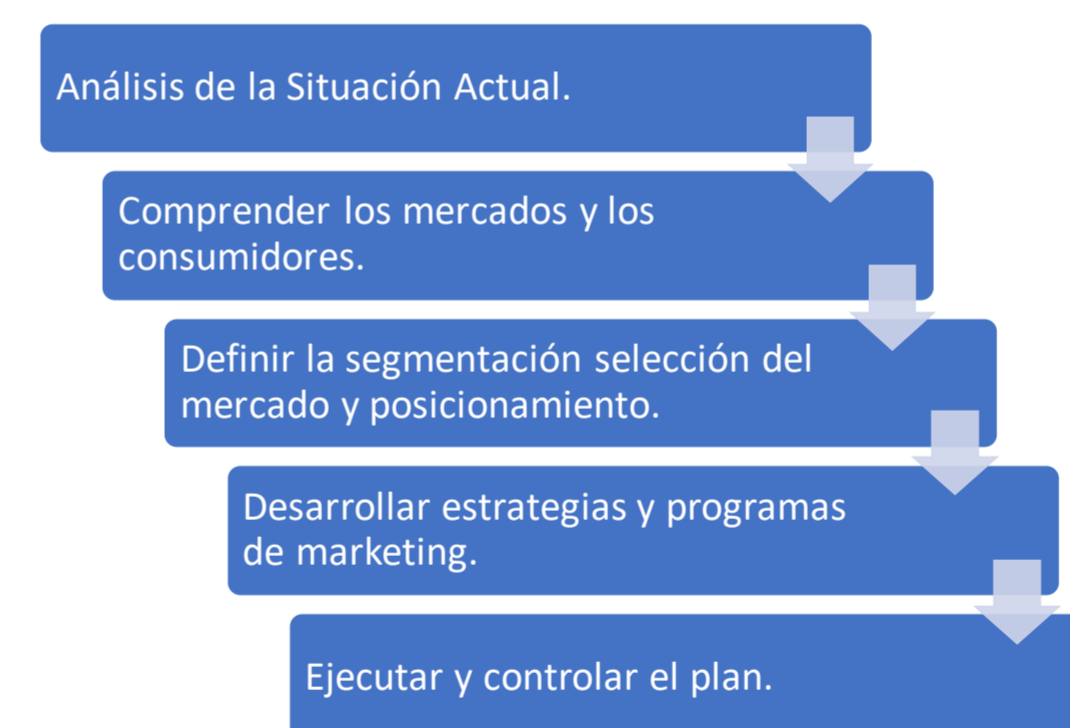 Análisis de la Situación Actual.
Comprender los mercados y los
consumidores.
Definir la segmentación selección del
mercado y posicionamiento.
Desarrollar estrategias y programas
de marketing.
Ejecutar y controlar el plan.